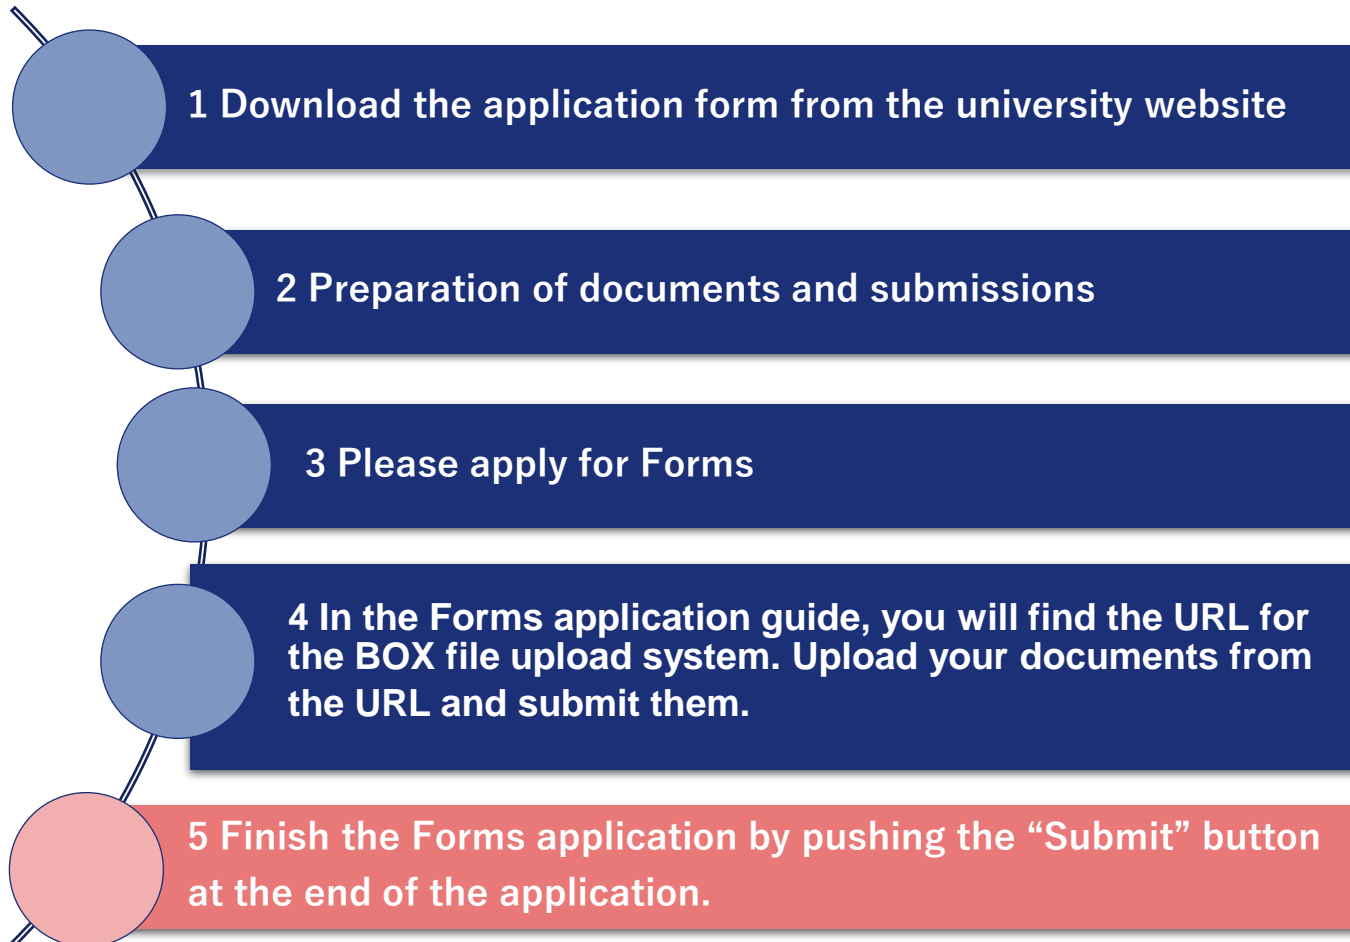 1 Download the application form from the university website
2 Preparation of documents and submissions
3 Please apply for Forms
4 In the Forms application guide, you will find the URL for
the BOX file upload system. Upload your documents from
the URL and submit them.
5 Finish the Forms application by pushing the “Submit” button
at the end of the application.